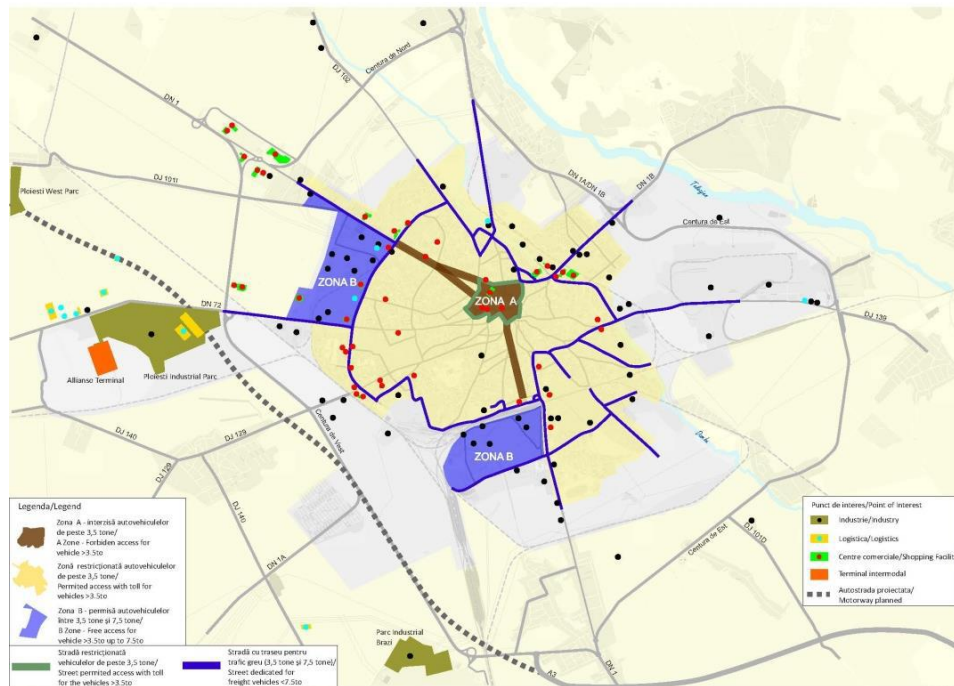 Centura de Nord
DJ 102
DN 1
DJ 101I
Ploiesti West Parc
DN 1A/DN 1B
DN 1B
Teleajen
Centura de Est
ZONA B
ZONA A
DN 72
Allianso Terminal
Ploiesti Industrial Parc
DJ 139
Centura de Vest
DJ 140
DJ 129
DJ 129
DJ 140
ZONA B
Dambu
DN 1A
Centura de Est
DJ 101D
Parc Industrial
Brazi
A3
DN 1
Legenda/Legend
Zona A - interzisă autovehiculelor
de peste 3,5 tone/
A Zone - Forbiden access for
vehicle >3.5to
Zonă restricționată autovehiculelor
de peste 3,5 tone/
Permited access with toll for
vehicles >3.5to
Zona B - permisă autovehiculelor
între 3,5 tone și 7,5 tone/
B Zone - Free access for
vehicle >3.5to up to 7.5to
Stradă restricționată
vehiculelor de peste 3,5 tone/
Street permited access with toll
for the vehicles >3.5to
Stradă cu traseu pentru
trafic greu (3,5 tone și 7,5 tone)/
Street dedicated for
freight vehicles <7.5to
Punct de interes/Point of Interest
Industrie/Industry
Logistica/Logistics
Centre comerciale/Shopping Facilit
Terminal intermodal
Autostrada proiectata/
Motorway planned